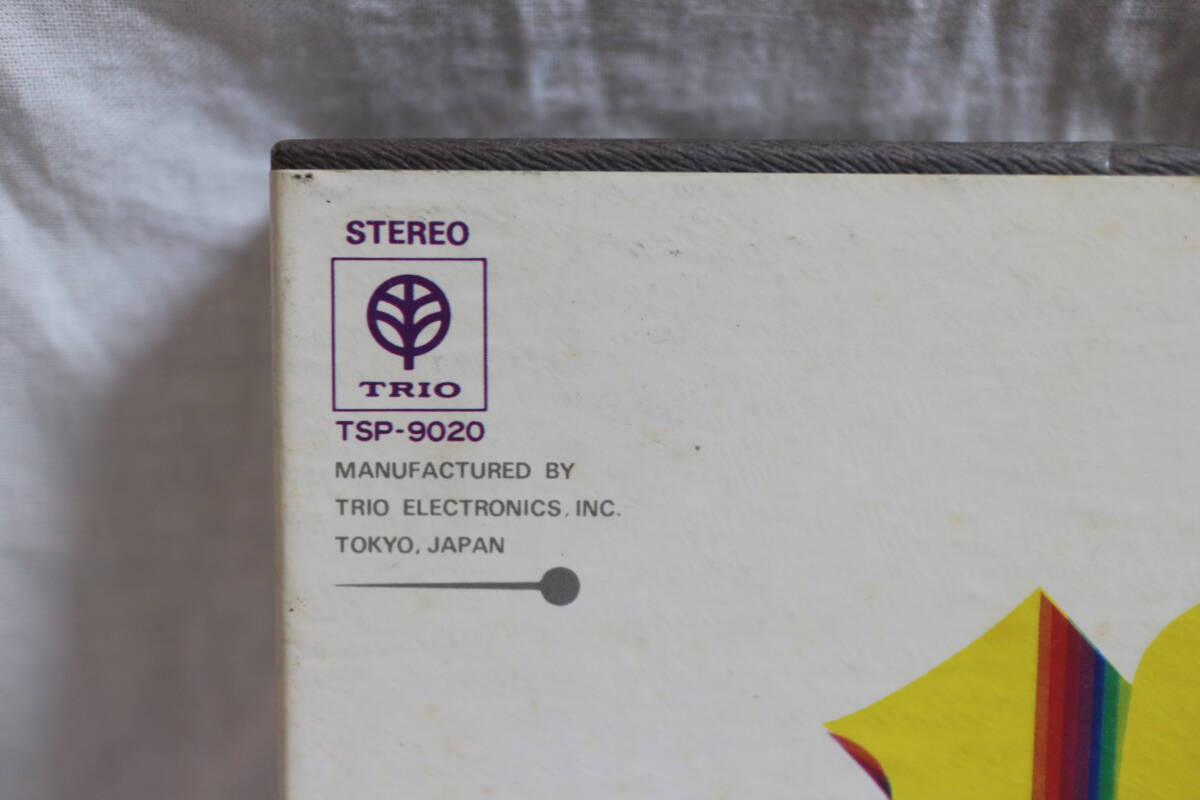 STEREO
TRIO
TSP-9020
MANUFACTURED BY
TRIO ELECTRONICS, INC.
TOKYO, JAPAN